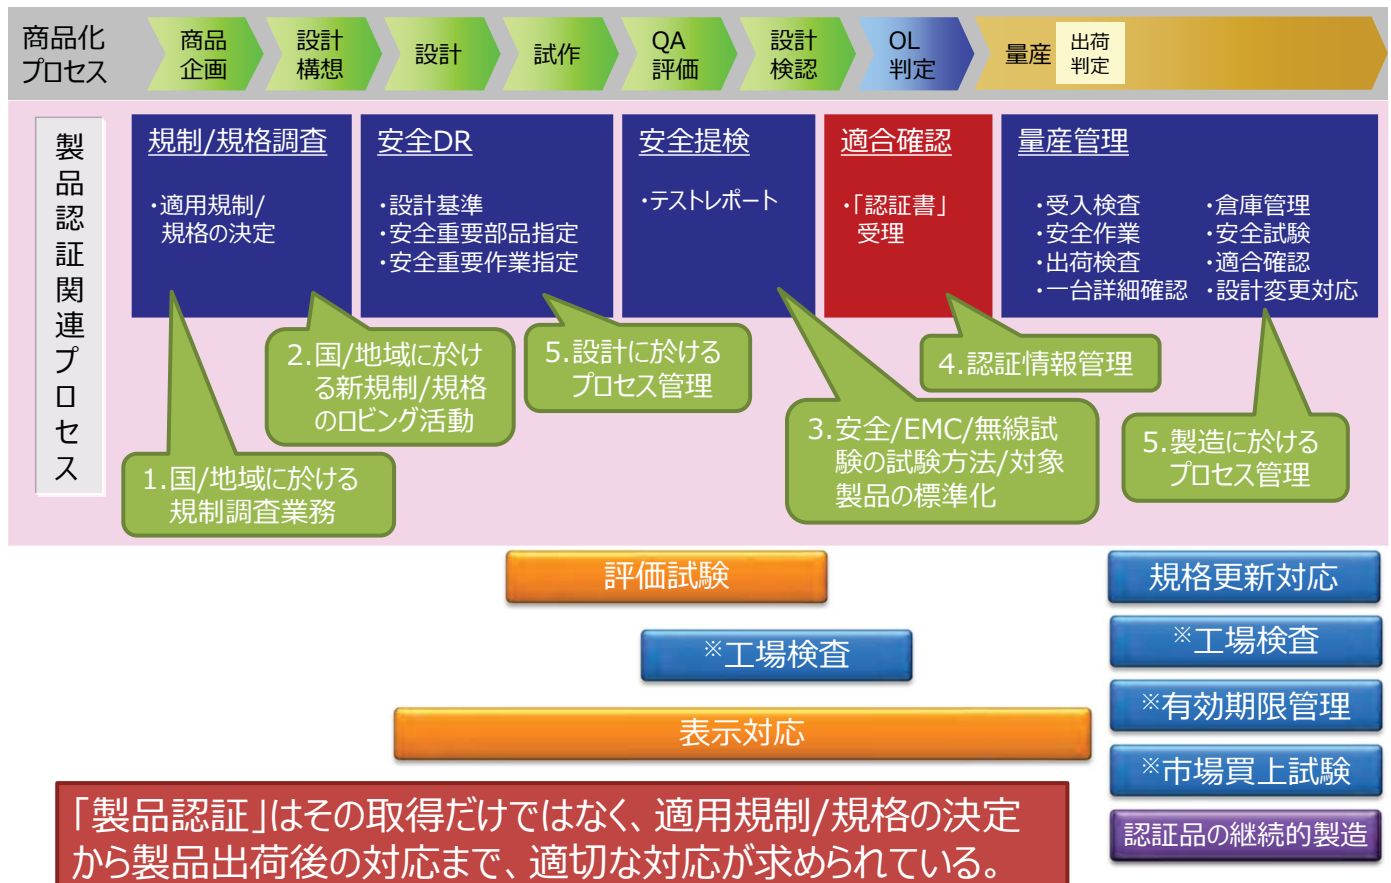 商品化
プロセス
商品
企画
設計
構想
設計
試作
QA
評価
設計
検認
OL
判定
量産
出荷
判定
製品認証関連プロセス
規制/規格調査
・適用規制/
規格の決定
安全DR
・設計基準
・安全重要部品指定
・安全重要作業指定
安全提検
・テストレポート
適合確認
・「認証書」
受理
量産管理
・受入検査
・安全作業
・出荷検査
・一台詳細確認
・倉庫管理
・安全試験
・適合確認
・設計変更対応
1.国/地域に於ける
規制調査業務
2.国/地域に於け
る新規制/規格
のロビング活動
5.設計に於ける
プロセス管理
3.安全/EMC/無線試
験の試験方法/対象
製品の標準化
4.認証情報管理
5.製造に於ける
プロセス管理
評価試験
※工場検査
表示対応
規格更新対応
※工場検査
※有効期限管理
※市場買上試験
認証品の継続的製造
「製品認証」はその取得だけではなく、適用規制/規格の決定
から製品出荷後の対応まで、適切な対応が求められている。